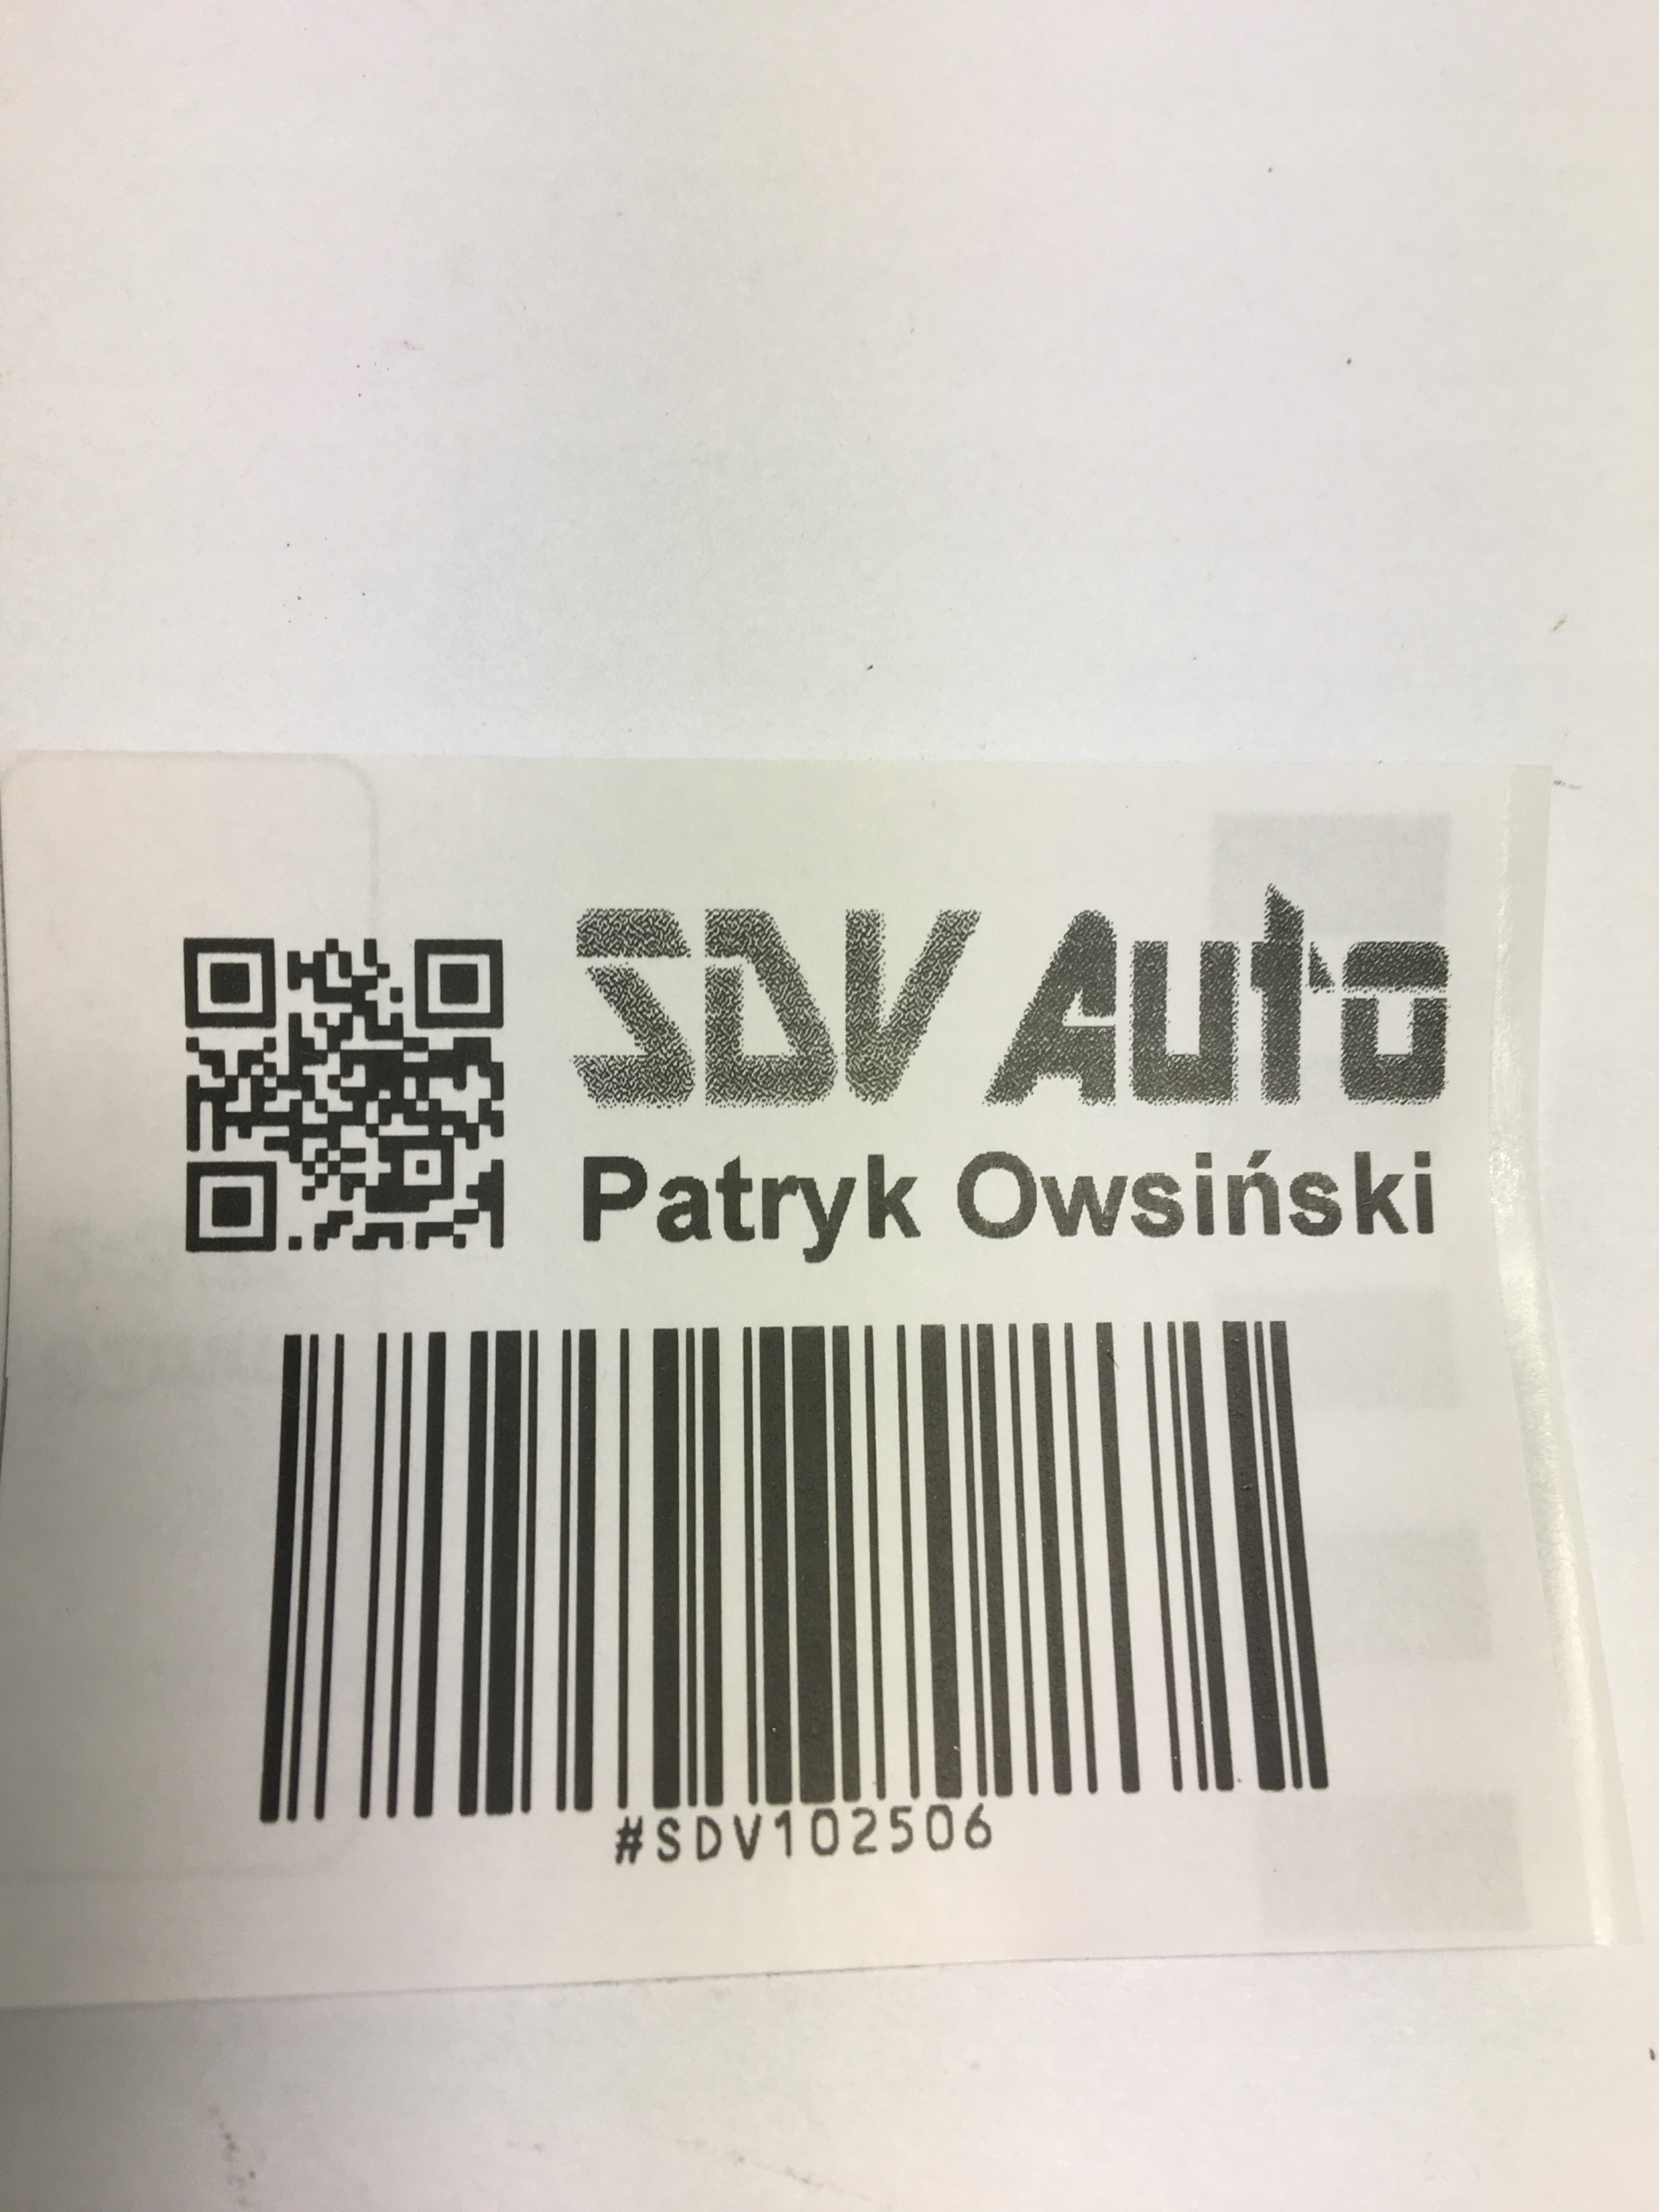 SDV Auto
Patryk Owsiński
#SDV102506